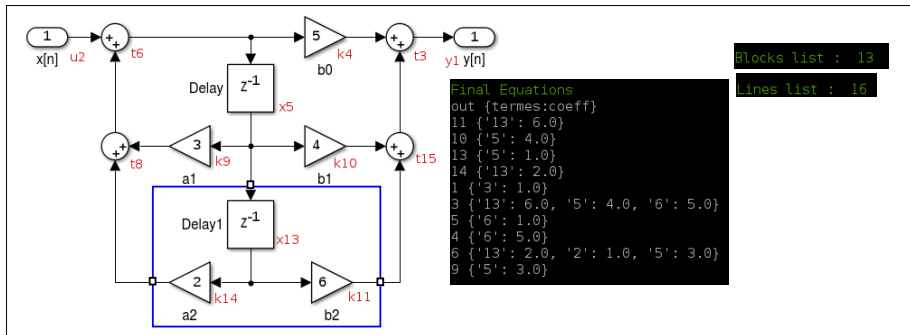 1
x[n]
u2
+
+
t6
5
k4
b0
+
+
t3
1
y1
y[n]
Delay
z-1
x5
+
+
t8
3
k9
a1
4
k10
b1
+
+
t15
Delay1
z-1
x13
2
k14
a2
6
k11
b2
Final Equations
out {termes:coeff}
11 {'13': 6.0}
10 {'5': 4.0}
13 {'5': 1.0}
14 {'13': 2.0}
1 {'3': 1.0}
3 {'13': 6.0, '5': 4.0, '6': 5.0}
5 {'6': 1.0}
4 {'6': 5.0}
6 {'13': 2.0, '2': 1.0, '5': 3.0}
9 {'5': 3.0}
Blocks list : 13
Lines list : 16